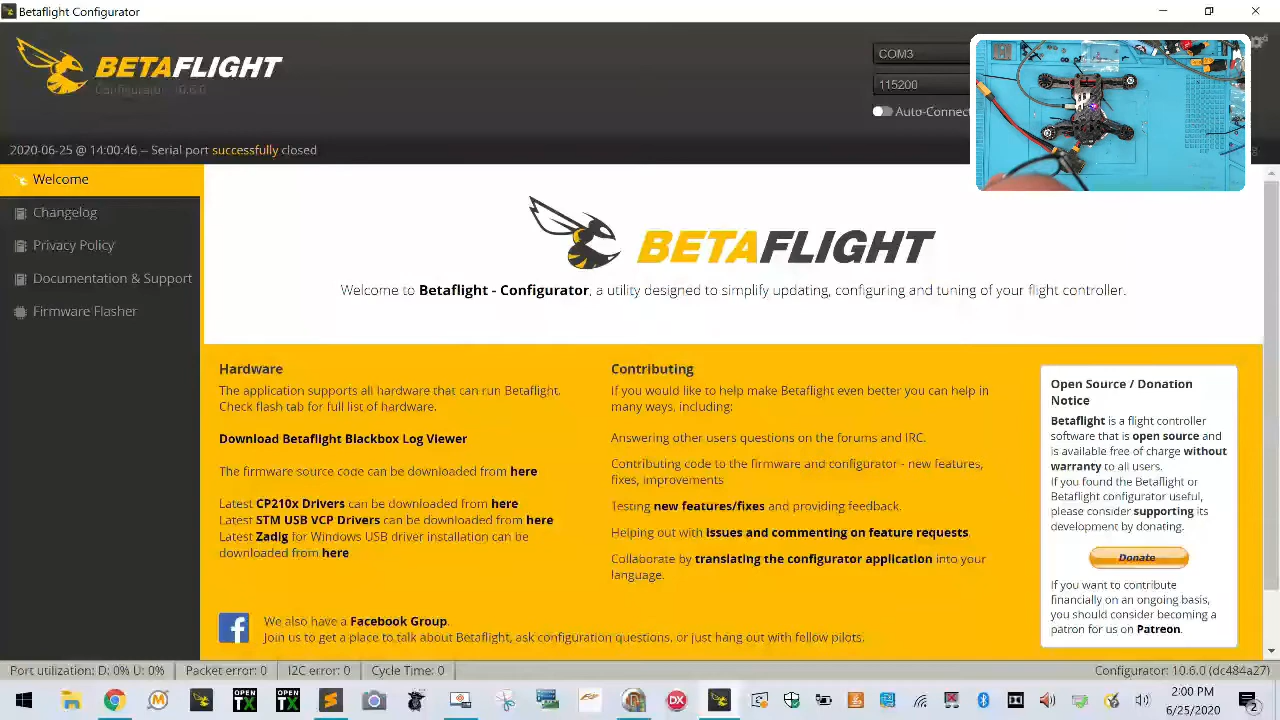 Betaflight Configurator
BETAFLIGHT
Configurator 10.6.0
COM3
115200
Auto-Connect
2020-06-25 @ 14:00:46 -- Serial port successfully closed
Welcome
Changelog
Privacy Policy
Documentation & Support
Firmware Flasher
BETAFLIGHT
Welcome to Betaflight - Configurator, a utility designed to simplify updating, configuring and tuning of your flight controller.
Hardware
The application supports all hardware that can run Betaflight.
Check flash tab for full list of hardware.
Download Betaflight Blackbox Log Viewer
The firmware source code can be downloaded from here
Latest CP210x Drivers can be downloaded from here
Latest STM USB VCP Drivers can be downloaded from here
Latest Zadig for Windows USB driver installation can be
downloaded from here
Contributing
If you would like to help make Betaflight even better you can help in
many ways, including:
Answering other users questions on the forums and IRC.
Contributing code to the firmware and configurator - new features,
fixes, improvements
Testing new features/fixes and providing feedback.
Helping out with issues and commenting on feature requests.
Collaborate by translating the configurator application into your
language.
Open Source / Donation
Notice
Betaflight is a flight controller
software that is open source and
is available free of charge without
warranty to all users.
If you found the Betaflight or
Betaflight configurator useful,
please consider supporting its
development by donating.
Donate
If you want to contribute
financially on an ongoing basis,
you should consider becoming a
patron for us on Patreon.
We also have a Facebook Group.
Join us to get a place to talk about Betaflight, ask configuration questions, or just hang out with fellow pilots.
Port utilization: D: 0% U: 0%
Packet error: 0
I2C error: 0
Cycle Time: 0
Configurator: 10.6.0 (dc484a27)
OPEN
TX
OPEN
TX
DX
2:00 PM
6/25/2020
2